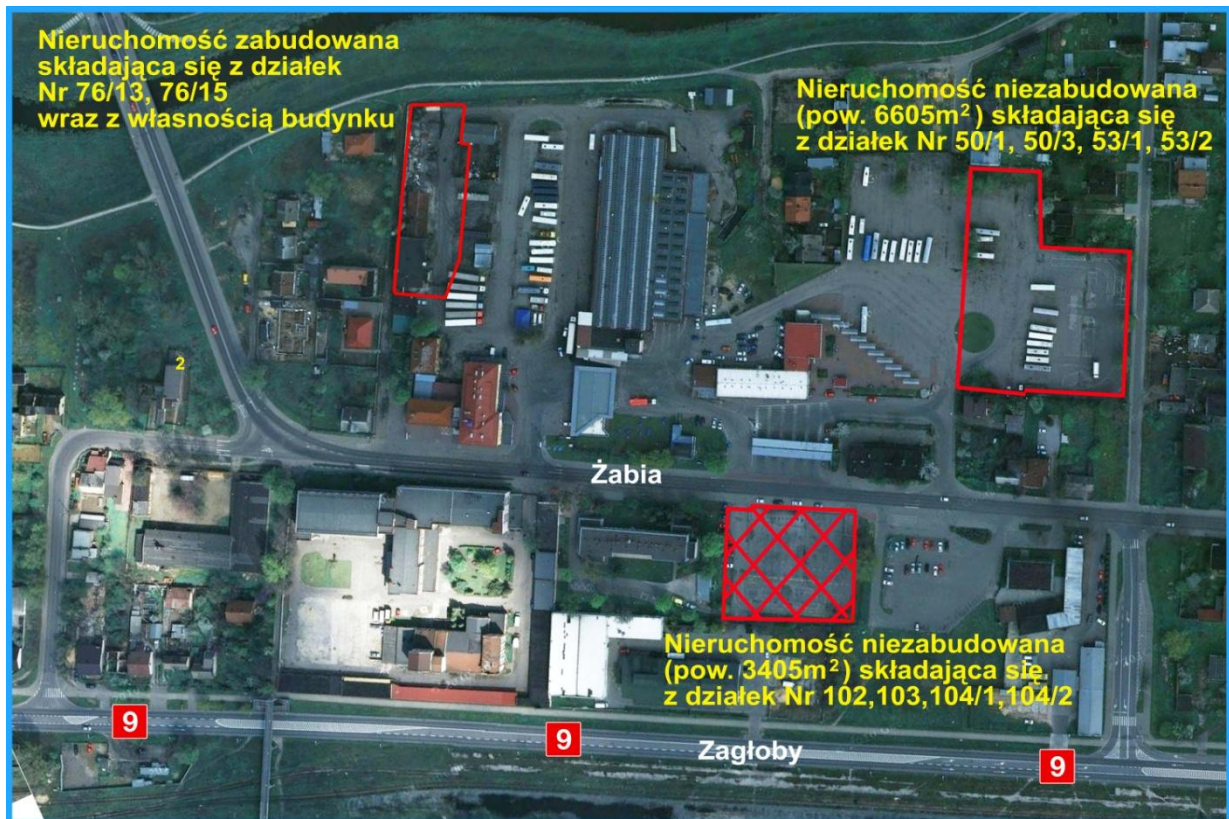 Nieruchomość zabudowana
składająca się z działek
Nr 76/13, 76/15
wraz z własnością budynku
Nieruchomość niezabudowana
(pow. 6605m²) składająca się
z działek Nr 50/1, 50/3, 53/1, 53/2
2
Żabia
Nieruchomość niezabudowana
(pow. 3405m²) składająca się
z działek Nr 102,103,104/1,104/2
9
9
Zagłoby
9